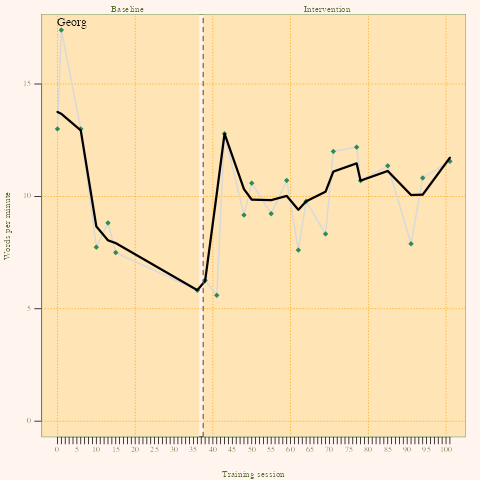 Baseline Intervention
Georg
Words per minute
15
10
5
0
0 5 10 15 20 25 30 35 40 45 50 55 60 65 70 75 80 85 90 95 100
Training session